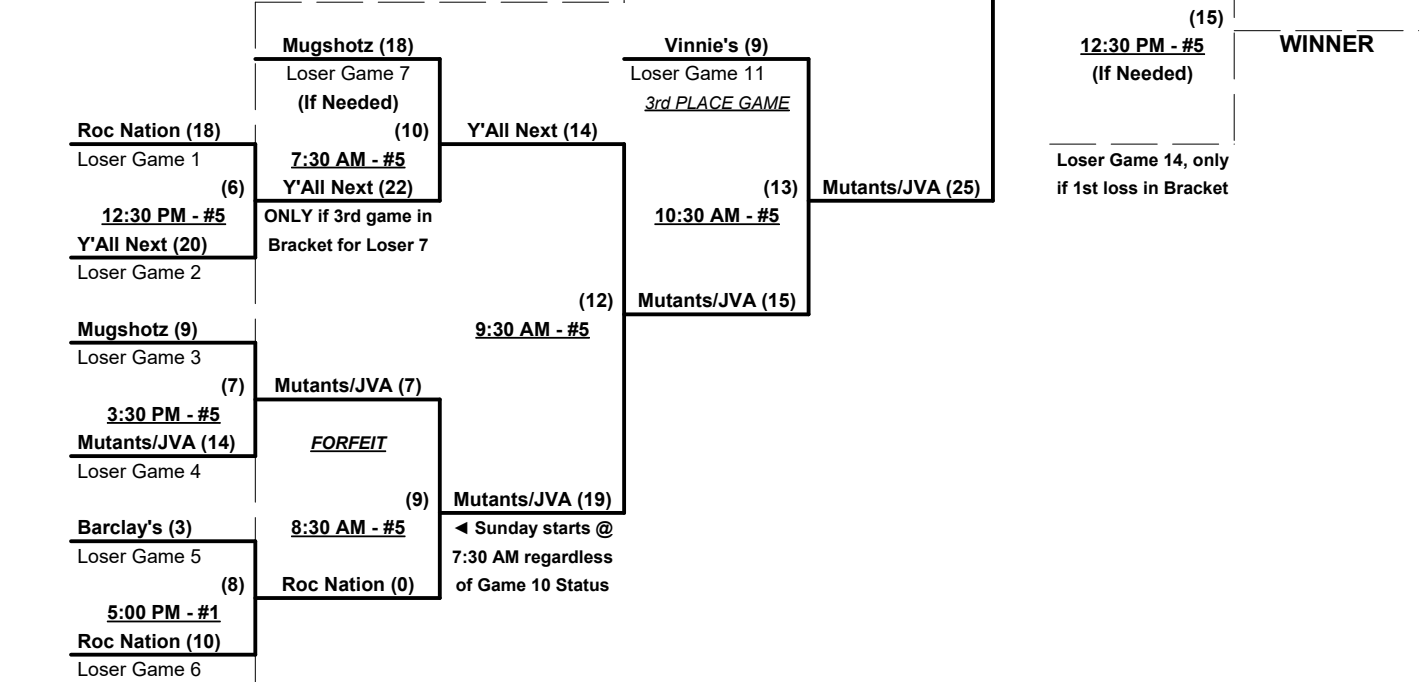 (15)
Mugshotz (18)
Vinnie's (9)
12:30 PM - #5
WINNER
Loser Game 7
Loser Game 11
(If Needed)
(If Needed)
3rd PLACE GAME
Roc Nation (18)
(10)
Y'All Next (14)
Loser Game 1
7:30 AM - #5
Loser Game 14, only
(6)
Y'All Next (22)
(13)
Mutants/JVA (25)
if 1st loss in Bracket
12:30 PM - #5
ONLY if 3rd game in
10:30 AM - #5
Y'All Next (20)
Bracket for Loser 7
Loser Game 2
(12)
Mutants/JVA (15)
Mugshotz (9)
9:30 AM - #5
Loser Game 3
(7)
Mutants/JVA (7)
3:30 PM - #5
Mutants/JVA (14)
FORFEIT
Loser Game 4
(9)
Mutants/JVA (19)
Barclay's (3)
8:30 AM - #5
◄ Sunday starts @
Loser Game 5
7:30 AM regardless
(8)
Roc Nation (0)
of Game 10 Status
5:00 PM - #1
Roc Nation (10)
Loser Game 6